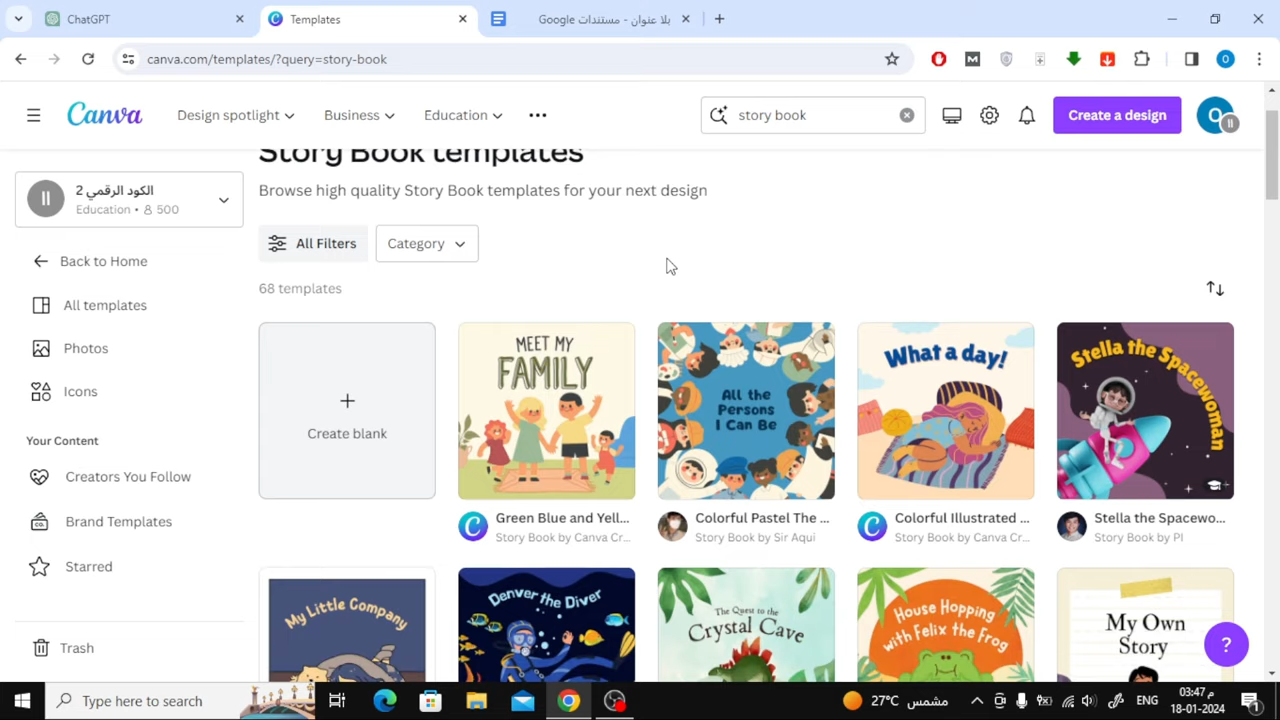 ChatGPT
Templates
بلا عنوان - مستندات Google
canva.com/templates/?query=story-book
Canva
Design spotlight
Business
Education
story book
Create a design
Story Book templates
Browse high quality Story Book templates for your next design
الكود الرقمي 2
Education • 500
Back to Home
All templates
Photos
Icons
Your Content
Creators You Follow
Brand Templates
Starred
Trash
All Filters
Category
68 templates
Create blank
MEET MY
FAMILY
Green Blue and Yell...
Story Book by Canva Cr...
All the
Persons
I Can Be
Colorful Pastel The ...
Story Book by Sir Aqui
What a day!
Colorful Illustrated ...
Story Book by Canva Cr...
Stella the Spacewoman
Stella the Spacewo...
Story Book by PI
My Little Company
Denver the Diver
The Quest to the
Crystal Cave
House Hopping
with Felix the Frog
My Own
Story
?
Type here to search
27°C مشمس
ENG
03:47 م
18-01-2024